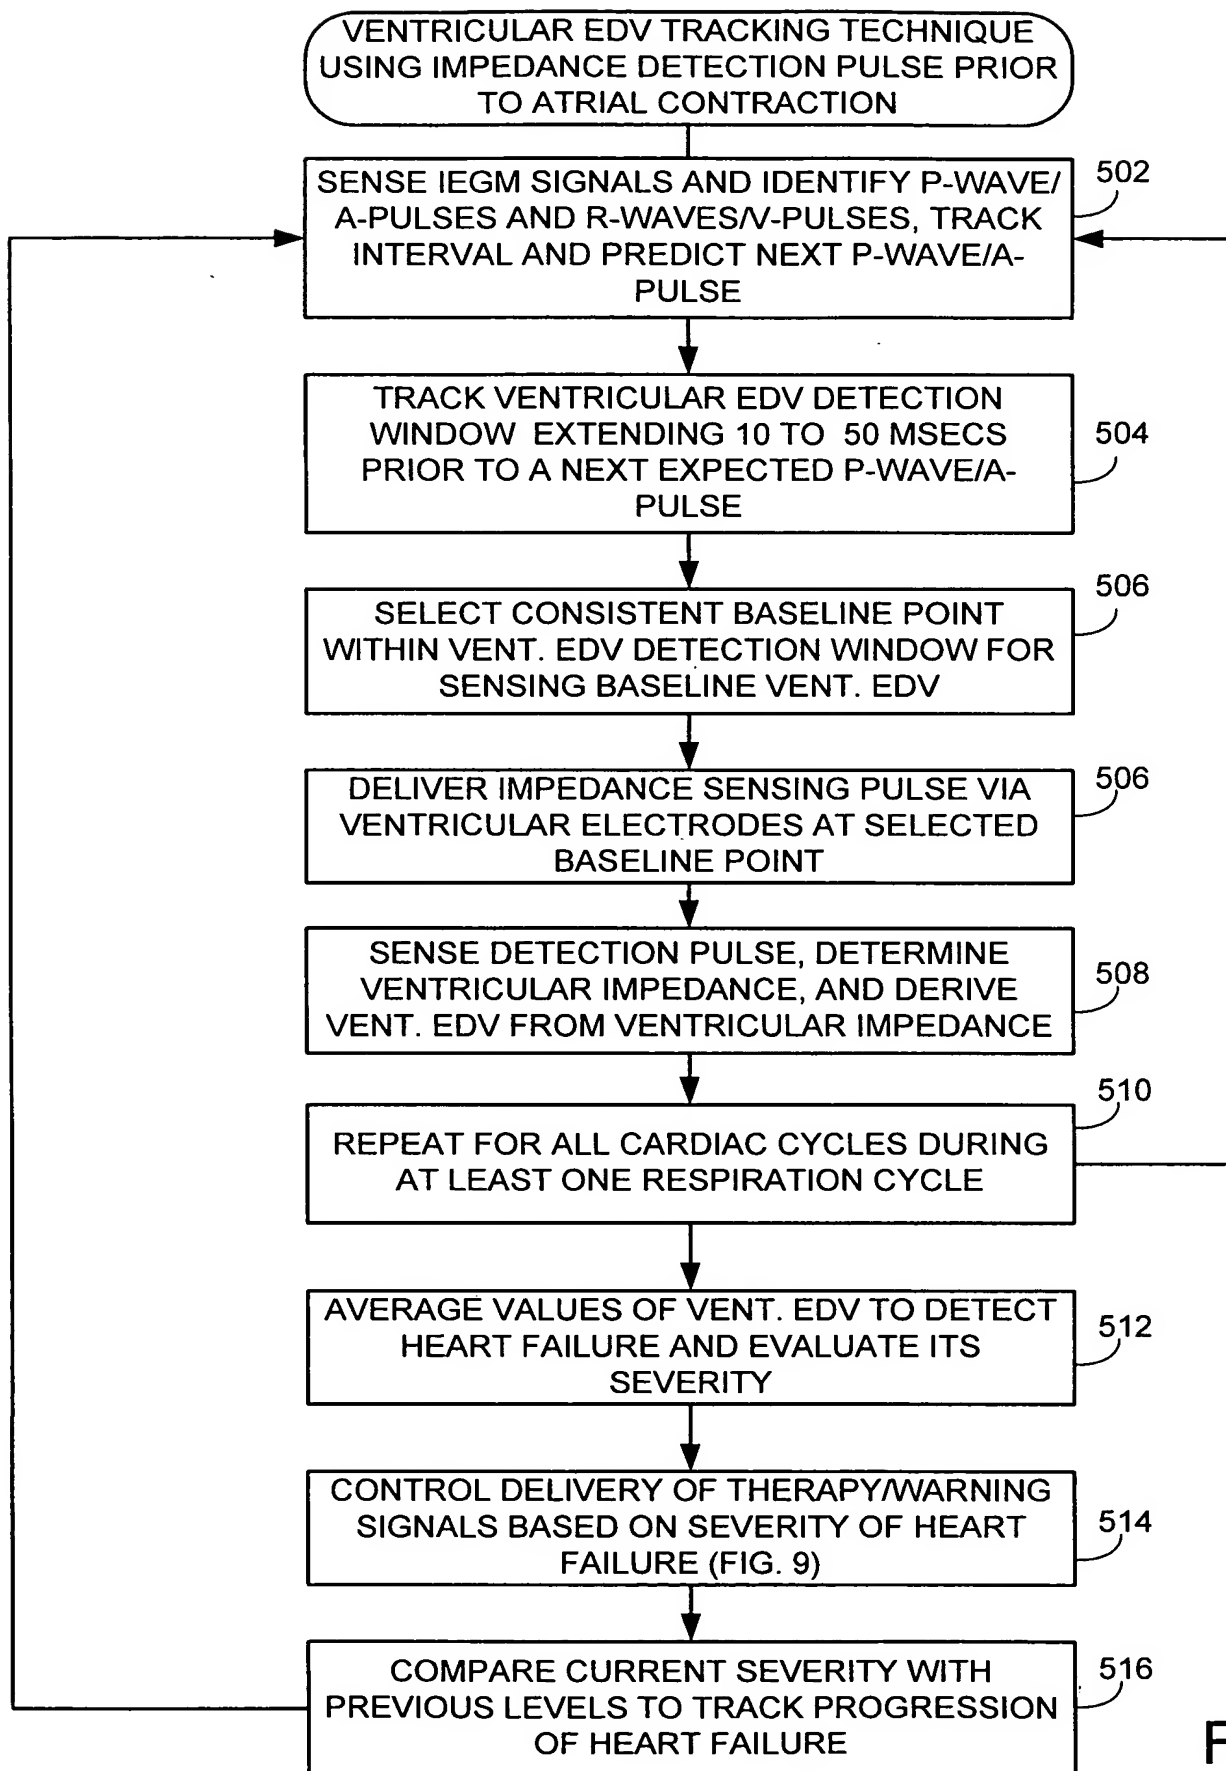 VENTRICULAR EDV TRACKING TECHNIQUE
USING IMPEDANCE DETECTION PULSE PRIOR
TO ATRIAL CONTRACTION
502
SENSE IEGM SIGNALS AND IDENTIFY P-WAVE/
A-PULSES AND R-WAVES/V-PULSES, TRACK
INTERVAL AND PREDICT NEXT P-WAVE/A-
PULSE
TRACK VENTRICULAR EDV DETECTION
WINDOW EXTENDING 10 TO 50 MSECS
PRIOR TO A NEXT EXPECTED P-WAVE/A-
PULSE
504
506
SELECT CONSISTENT BASELINE POINT
WITHIN VENT. EDV DETECTION WINDOW FOR
SENSING BASELINE VENT. EDV
DELIVER IMPEDANCE SENSING PULSE VIA
VENTRICULAR ELECTRODES AT SELECTED
BASELINE POINT
506
SENSE DETECTION PULSE, DETERMINE
VENTRICULAR IMPEDANCE, AND DERIVE
VENT. EDV FROM VENTRICULAR IMPEDANCE
508
510
REPEAT FOR ALL CARDIAC CYCLES DURING
AT LEAST ONE RESPIRATION CYCLE
AVERAGE VALUES OF VENT. EDV TO DETECT
HEART FAILURE AND EVALUATE ITS
SEVERITY
512
CONTROL DELIVERY OF THERAPY/WARNING
SIGNALS BASED ON SEVERITY OF HEART
FAILURE (FIG. 9)
514
COMPARE CURRENT SEVERITY WITH
PREVIOUS LEVELS TO TRACK PROGRESSION
OF HEART FAILURE
516